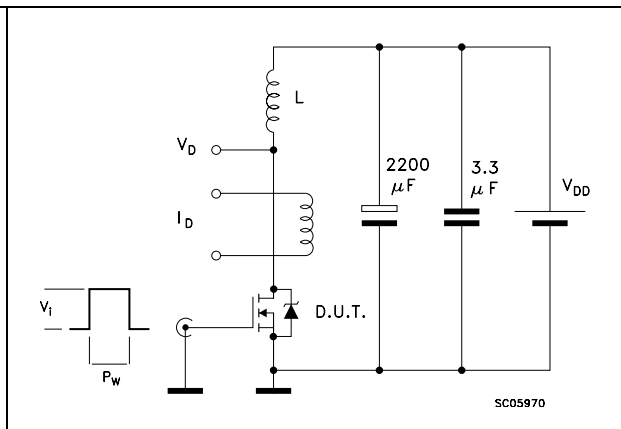 L
V_D
2200
μF
3.3
μF
V_DD
I_D
D.U.T.
V_i
P_W
SC05970